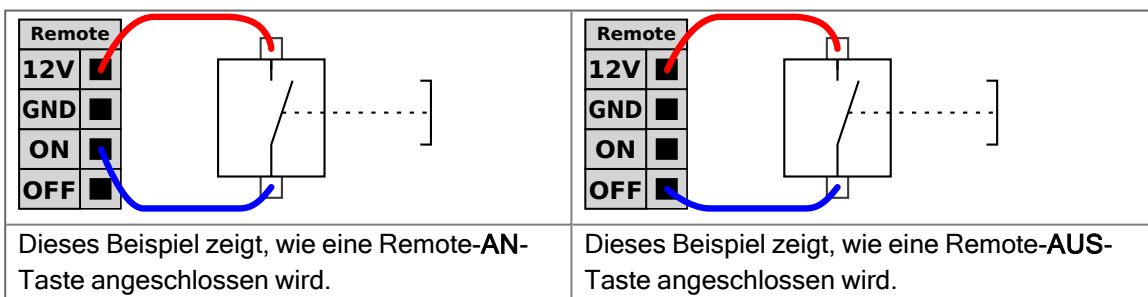 Remote
12V
GND
ON
OFF
Dieses Beispiel zeigt, wie eine Remote-AN-
Taste angeschlossen wird.
Remote
12V
GND
ON
OFF
Dieses Beispiel zeigt, wie eine Remote-AUS-
Taste angeschlossen wird.